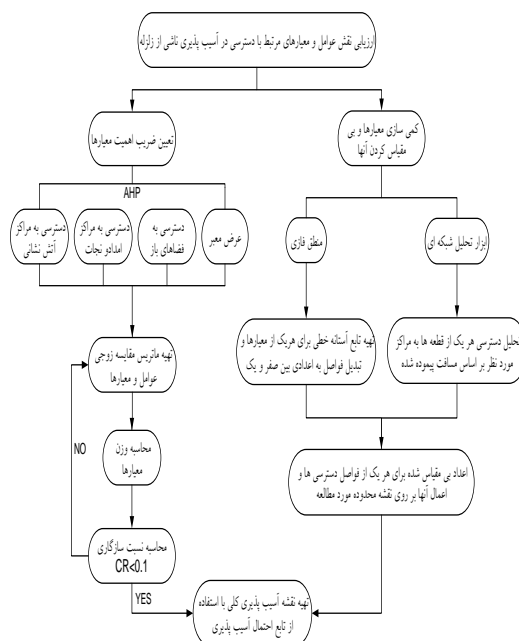 ارزیابی نقش عوامل و معیارهای مرتبط با دسترسی در آسیب پذیری ناشی از زلزله
تعیین ضریب اهمیت معیارها
کمی سازی معیارها و بی
مقیاس کردن آنها
AHP
دسترسی به مراکز
آتش نشانی
دسترسی به مراکز
امدادو نجات
دسترسی به
فضاهای باز
عرض معبر
منطق فازی
ابزار تحلیل شبکه ای
تهیه ماتریس مقایسه زوجی
عوامل و معیارها
تهیه تابع آستانه خطی برای هریک از معیارها و
تبدیل فواصل به اعدادی بین صفر و یک
تحلیل دسترسی هر یک از قطعه ها به مراکز
مورد نظر بر اساس مسافت پیموده شده
NO
محاسبه وزن
معیارها
اعداد بی مقیاس شده برای هر یک از فواصل دسترسی ها و
اعمال آنها بر روی نقشه محدوده مورد مطالعه
محاسبه نسبت سازگاری
CR<0.1
YES
تهیه نقشه آسیب پذیری کلی با استفاده
از تابع احتمال آسیب پذیری